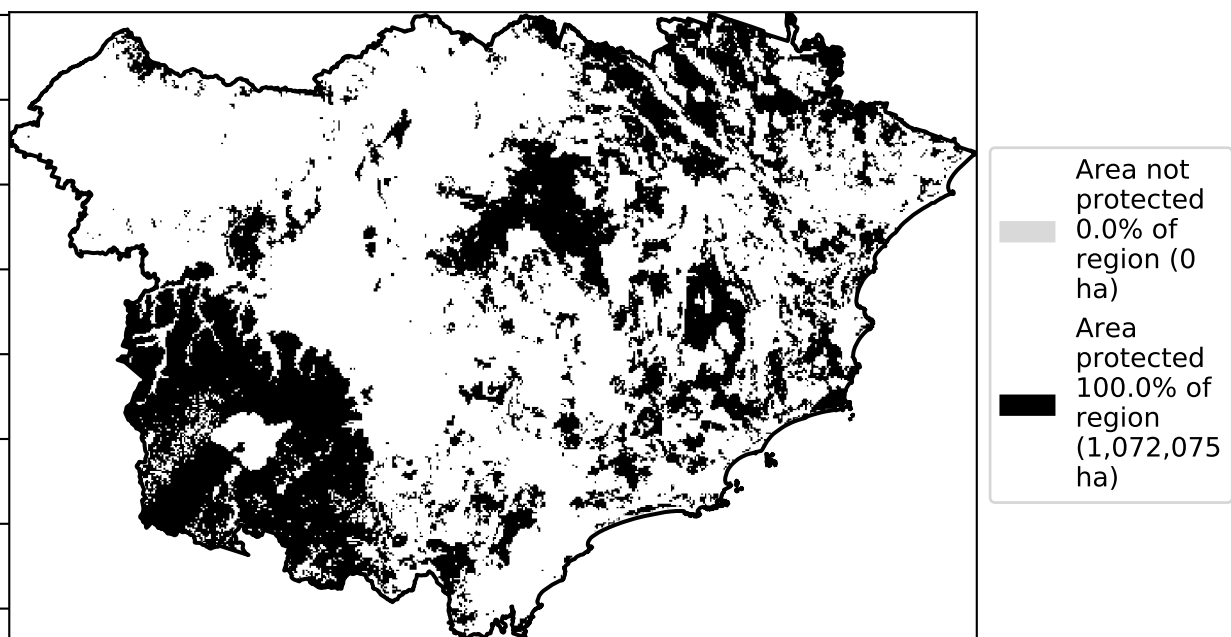 Area not
protected
0.0% of
region (0
ha)
Area
protected
100.0% of
region
(1,072,075
ha)